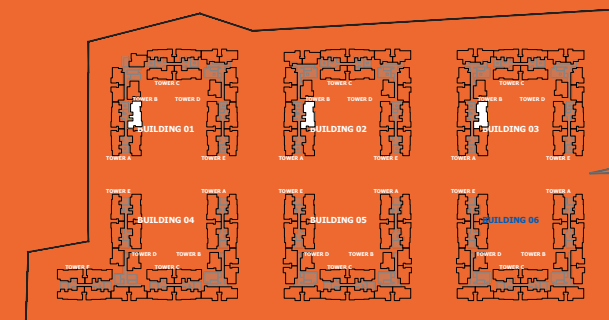 TOWER C TOWER C TOWER C
TOWER B TOWER D TOWER B TOWER D TOWER B TOWER D
BUILDING 01 BUILDING 02 BUILDING 03
TOWER A TOWER E TOWER A TOWER E TOWER A TOWER E
TOWER E TOWER A TOWER E TOWER A TOWER E TOWER A
BUILDING 04 BUILDING 05 BUILDING 06
TOWER D TOWER B TOWER D TOWER B TOWER D TOWER B
TOWER F TOWER C TOWER C TOWER C